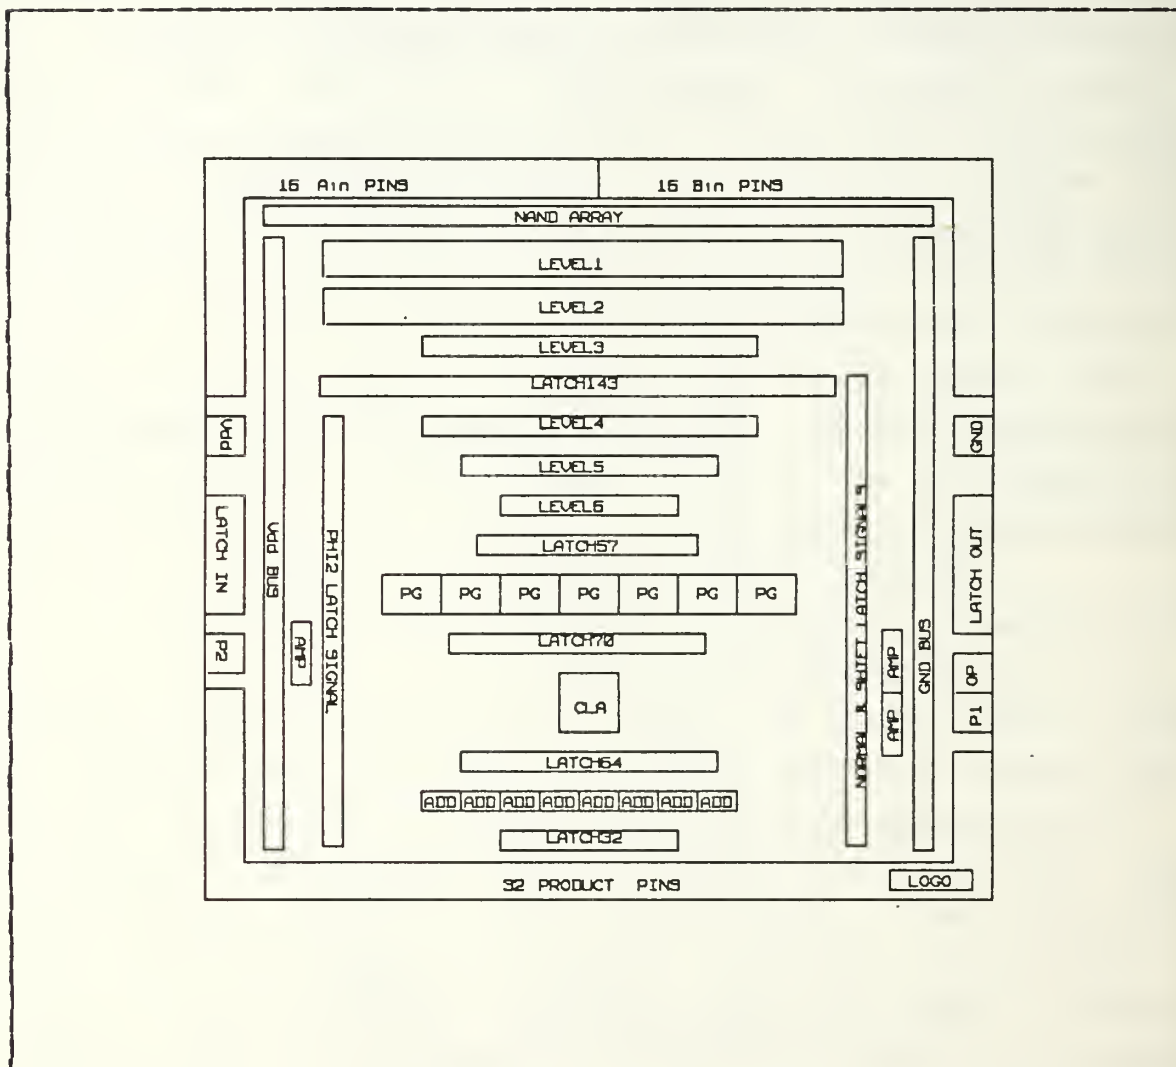 16 Ain PINS
16 Bin PINS
NAND ARRAY
LEVEL1
LEVEL2
LEVEL3
LATCH143
LEVEL4
LEVEL5
LEVEL6
LATCH57
PG PG PG PG PG PG PG
LATCH70
CLA
LATCH64
ADD ADD ADD ADD ADD ADD ADD ADD
LATCH32
32 PRODUCT PINS
LOGO
Vdd
LATCH IN
P2
Vdd BUS
AMP
PHI2 LATCH SIGNAL
NORMAL & SHIFT LATCH SIGNALS
AMP
AMP
GND BUS
GND
LATCH OUT
OP
P1